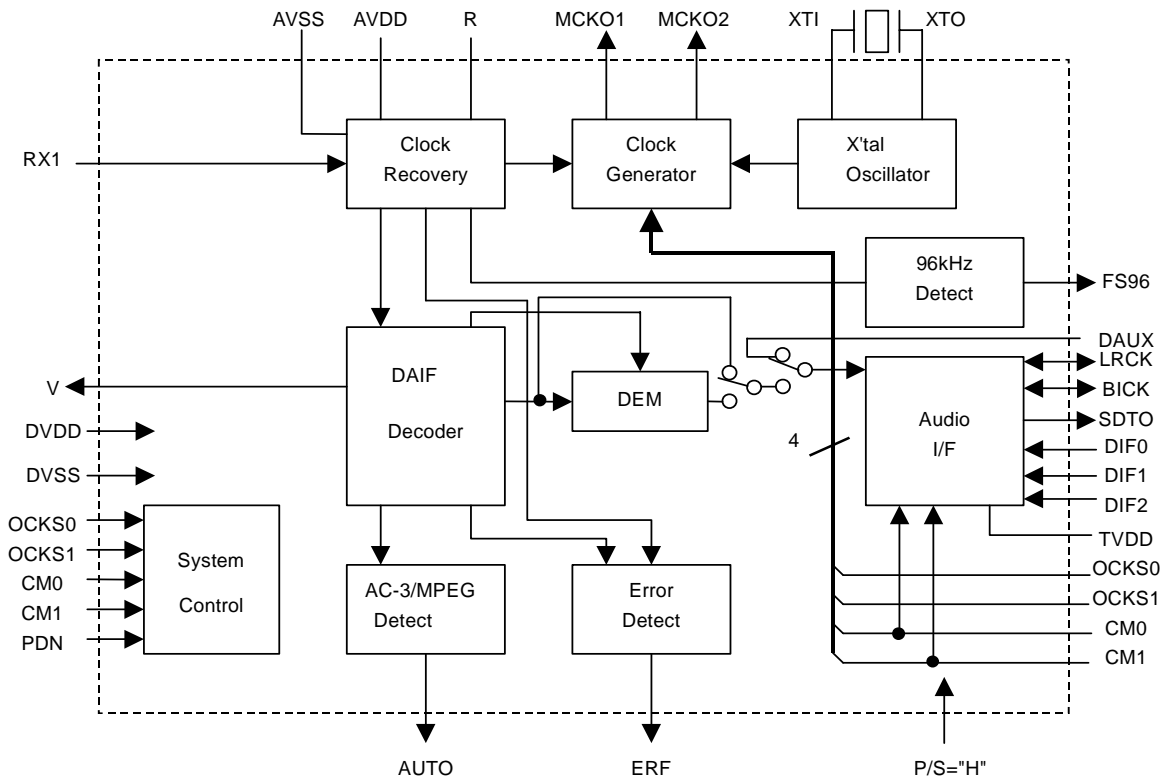 AVSS
AVDD
R
MCKO1
MCKO2
XTI
XTO
RX1
Clock
Recovery
Clock
Generator
X'tal
Oscillator
96kHz
Detect
FS96
DAUX
LRCK
BICK
SDTO
DIF0
DIF1
DIF2
TVDD
OCKS0
OCKS1
CM0
CM1
V
DAIF
Decoder
DEM
Audio
I/F
4
DVDD
DVSS
OCKS0
OCKS1
CM0
CM1
PDN
System
Control
AC-3/MPEG
Detect
Error
Detect
AUTO
ERF
P/S="H"